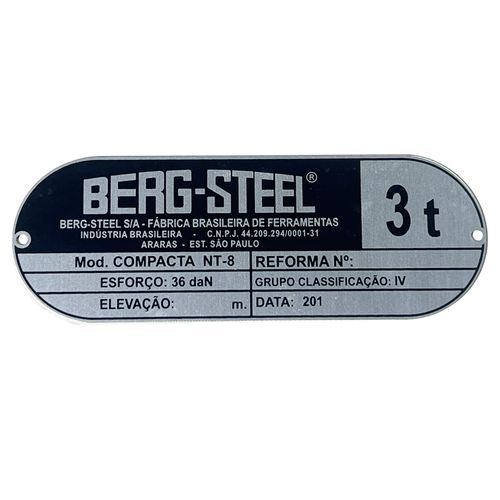 BERG-STEEL ®
BERG-STEEL S/A - FÁBRICA BRASILEIRA DE FERRAMENTAS
INDÚSTRIA BRASILEIRA - C.N.P.J. 44.209.294/0001-31
ARARAS - EST. SÃO PAULO
3 t
Mod. COMPACTA NT-8
REFORMA Nº:
ESFORÇO: 36 daN
GRUPO CLASSIFICAÇÃO: IV
ELEVAÇÃO: m.
DATA: 201